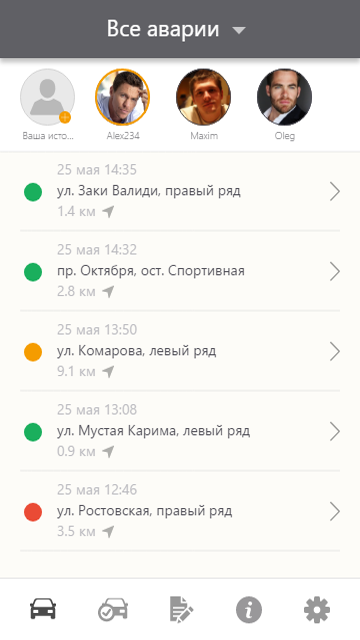 Все аварии
Ваша исто...
Alex234
Maxim
Oleg
25 мая 14:35
ул. Заки Валиди, правый ряд
1.4 км
25 мая 14:32
пр. Октября, ост. Спортивная
2.8 км
25 мая 13:50
ул. Комарова, левый ряд
9.1 км
25 мая 13:08
ул. Мустая Карима, левый ряд
0.9 км
25 мая 12:46
ул. Ростовская, правый ряд
3.5 км